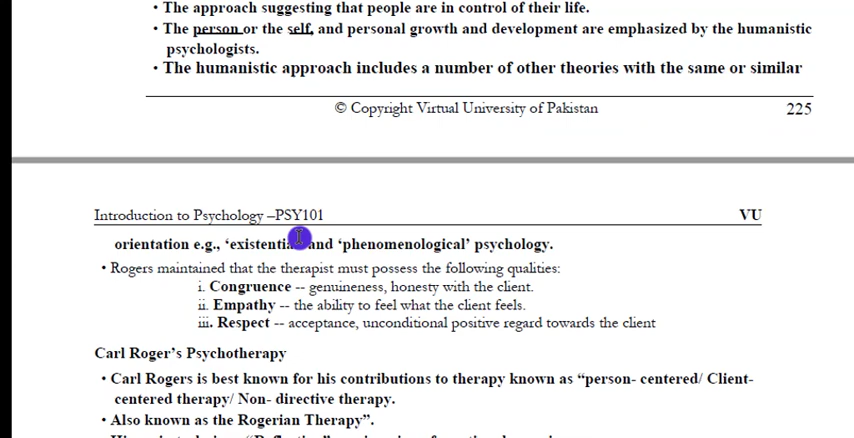 • The approach suggesting that people are in control of their life.
• The person or the self, and personal growth and development are emphasized by the humanistic
psychologists.
• The humanistic approach includes a number of other theories with the same or similar
© Copyright Virtual University of Pakistan 225
Introduction to Psychology –PSY101 VU
orientation e.g., and ‘phenomenological’ psychology.
• Rogers maintained that the therapist must possess the following qualities:
i. Congruence -- genuineness, honesty with the client.
ii. Empathy -- the ability to feel what the client feels.
iii. Respect -- acceptance, unconditional positive regard towards the client
Carl Roger’s Psychotherapy
• Carl Rogers is best known for his contributions to therapy known as “person- centered/ Client-
centered therapy/ Non- directive therapy.
• Also known as the Rogerian Therapy”.